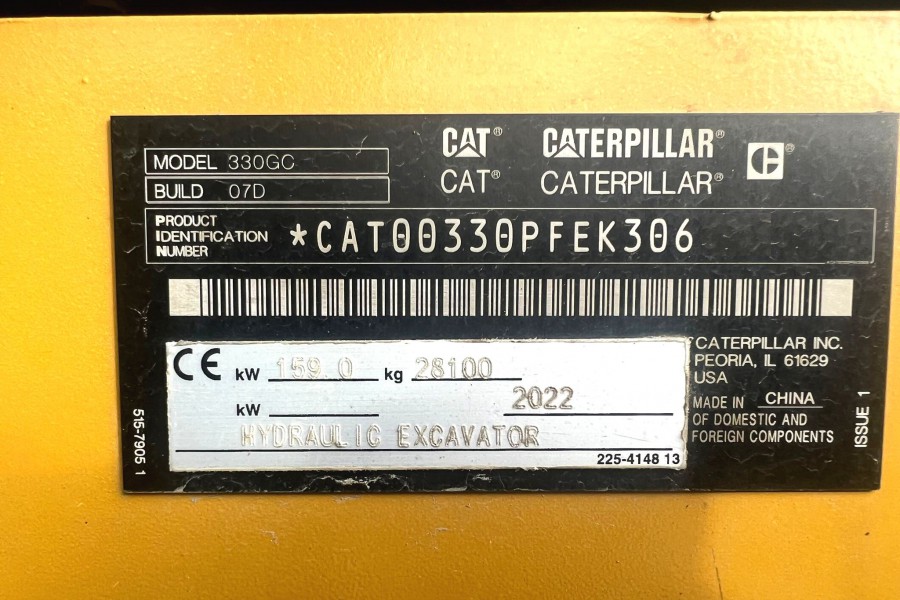 CAT® CATERPILLAR® ®
CAT® CATERPILLAR®
MODEL 330GC
BUILD 07D
PRODUCT
IDENTIFICATION
NUMBER
*CAT00330PFEK306
CE kW 159.0 kg 28100
kW 2022
HYDRAULIC EXCAVATOR
225-4148 13
CATERPILLAR INC.
PEORIA, IL 61629
USA
MADE IN CHINA
OF DOMESTIC AND
FOREIGN COMPONENTS
515-7905 1
ISSUE 1